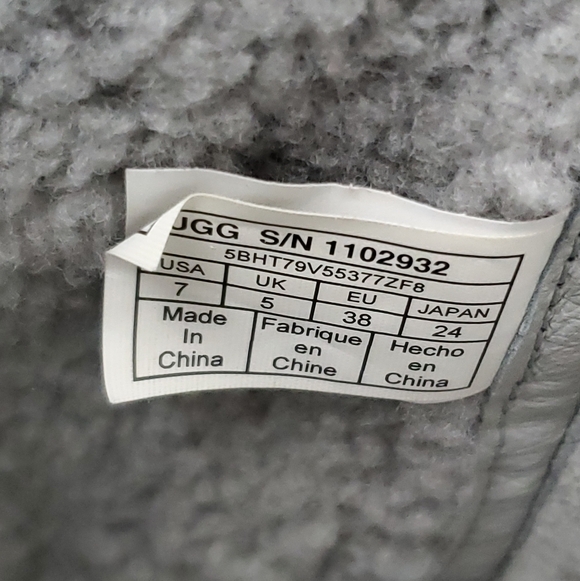 UGG S/N 1102932
5BHT79V55377ZF8
USA UK EU JAPAN
7 5 38 24
Made In China
Fabrique en Chine
Hecho en China